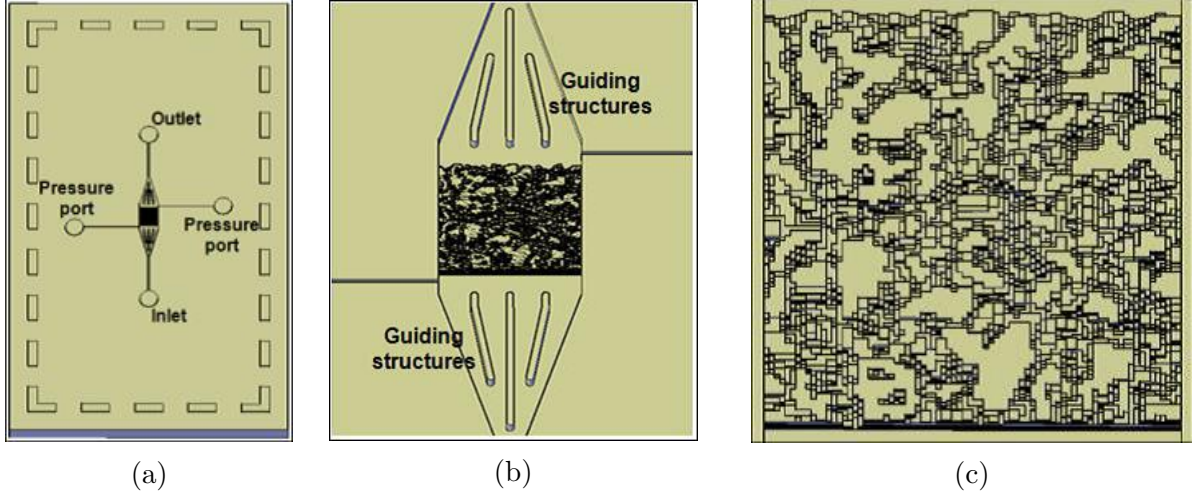 Outlet
Pressure
port
Pressure
port
Inlet
Guiding
structures
Guiding
structures
(a)
(b)
(c)